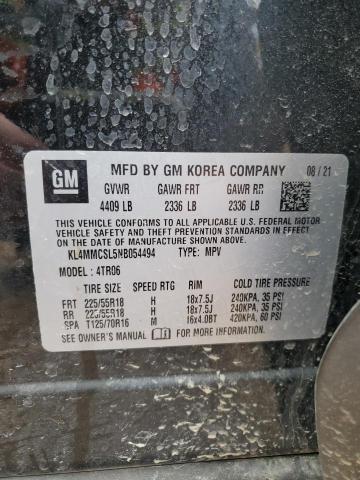 GM
MFD BY GM KOREA COMPANY 08/21
GVWR GAWR FRT GAWR RR
4409 LB 2336 LB 2336 LB
THIS VEHICLE CONFORMS TO ALL APPLICABLE U.S. FEDERAL MOTOR
VEHICLE SAFETY AND THEFT PREVENTION STANDARDS IN EFFECT
ON THE DATE OF MANUFACTURE SHOWN ABOVE.
KL4MMCSL5NB054494 TYPE: MPV
MODEL: 4TR06
TIRE SIZE SPEED RTG RIM COLD TIRE PRESSURE
FRT 225/55R18 H 18x7.5J 240KPA, 35 PSI
RR 225/55R18 H 18x7.5J 240KPA, 35 PSI
SPA T125/70R16 M 16x4.0BT 420KPA, 60 PSI
SEE OWNER'S MANUAL FOR MORE INFORMATION.